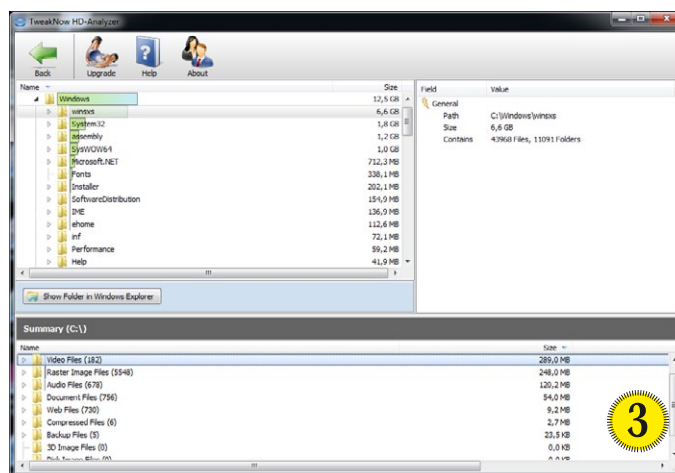 TweakNow HD-Analyzer
Back Upgrade Help About
Name Size
Windows 12,5 GB
winsxs 6,6 GB
System32 1,8 GB
assembly 1,2 GB
SysWOW64 1,0 GB
Microsoft.NET 712,3 MB
Fonts 338,1 MB
Installer 202,1 MB
SoftwareDistribution 154,9 MB
IME 136,9 MB
ehome 112,6 MB
inf 72,1 MB
Performance 59,2 MB
Help 41,9 MB
Field Value
General
Path C:\Windows\winsxs
Size 6,6 GB
Contains 43968 Files, 11091 Folders
Show Folder in Windows Explorer
Summary (C:\)
Name Size
Video Files (182) 289,0 MB
Raster Image Files (5548) 248,0 MB
Audio Files (678) 120,2 MB
Document Files (756) 54,0 MB
Web Files (730) 9,2 MB
Compressed Files (6) 2,7 MB
Backup Files (5) 23,5 KB
3D Image Files (0) 0,0 KB
Disk Image Files (0) 0,0 KB
3